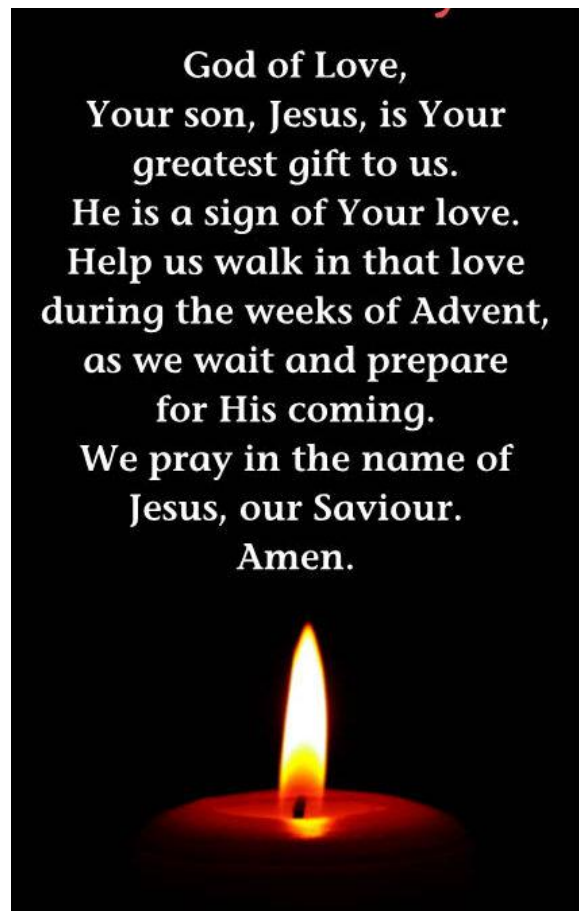 God of Love,
Your son, Jesus, is Your
greatest gift to us.
He is a sign of Your love.
Help us walk in that love
during the weeks of Advent,
as we wait and prepare
for His coming.
We pray in the name of
Jesus, our Saviour.
Amen.